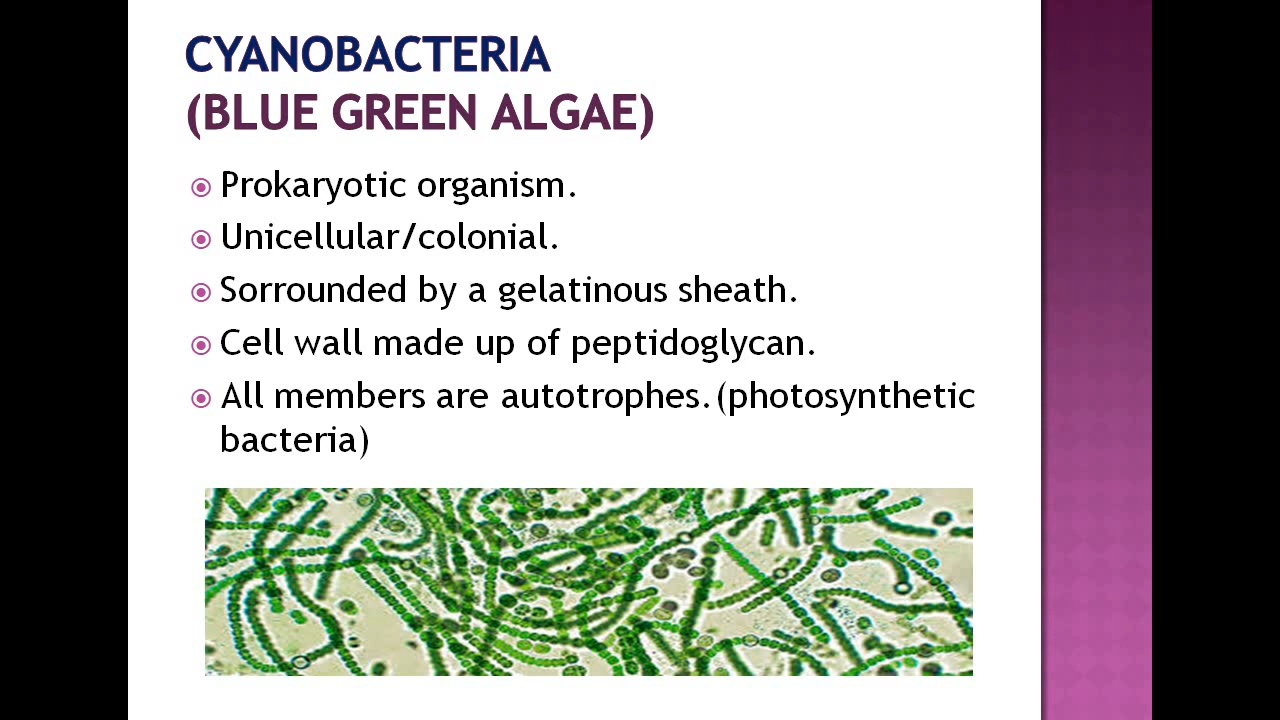 CYANOBACTERIA
(BLUE GREEN ALGAE)
Prokaryotic organism.
Unicellular/colonial.
Sorrounded by a gelatinous sheath.
Cell wall made up of peptidoglycan.
All members are autotrophes.(photosynthetic
bacteria)